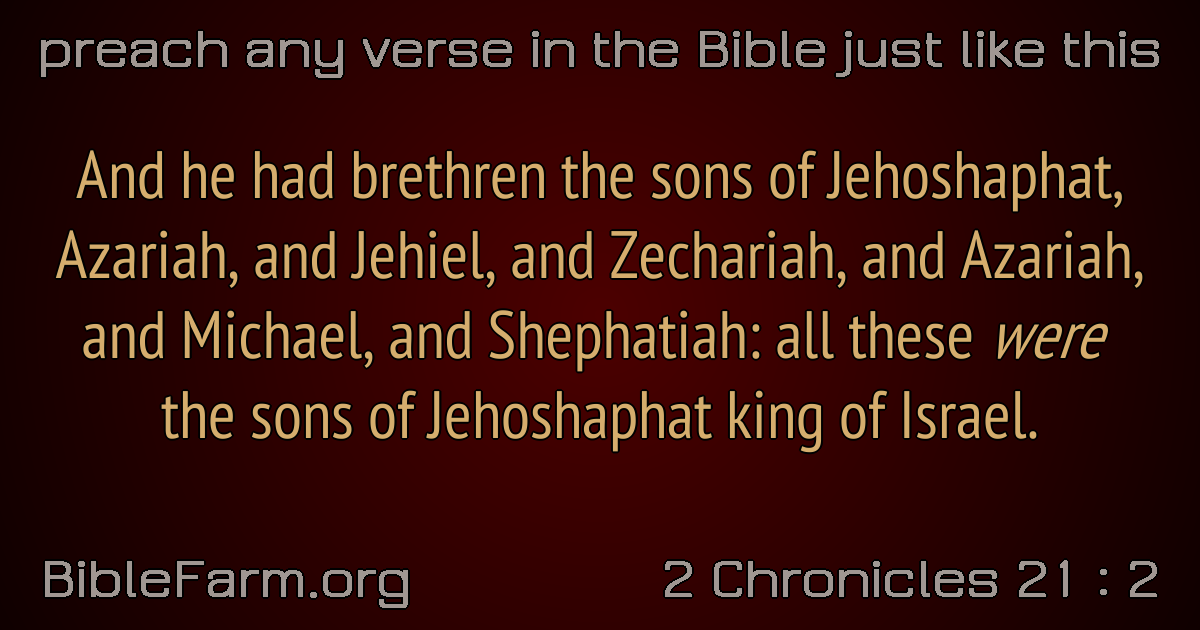 preach any verse in the Bible just like this
And he had brethren the sons of Jehoshaphat,
Azariah, and Jehiel, and Zechariah, and Azariah,
and Michael, and Shephatiah: all these were
the sons of Jehoshaphat king of Israel.
BibleFarm.org
2 Chronicles 21 : 2